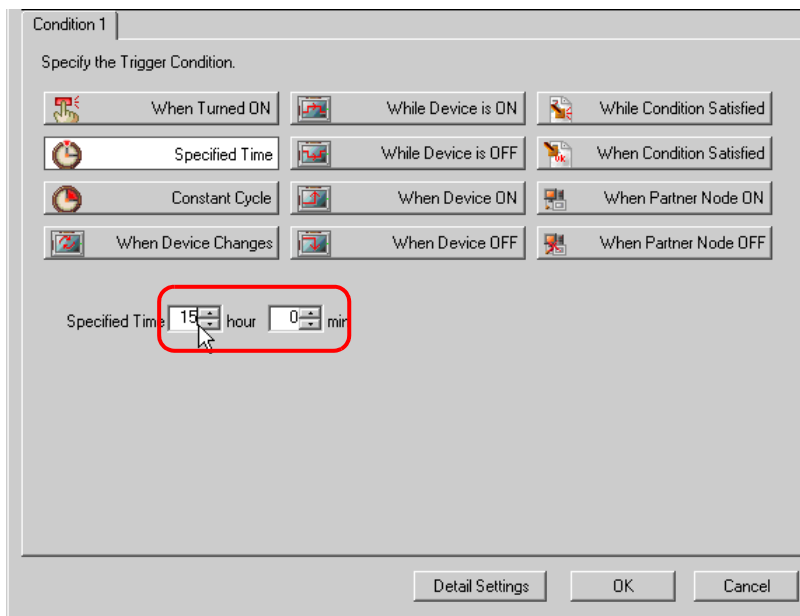 Condition 1
Specify the Trigger Condition.
When Turned ON While Device is ON While Condition Satisfied
Specified Time While Device is OFF When Condition Satisfied
Constant Cycle When Device ON When Partner Node ON
When Device Changes When Device OFF When Partner Node OFF
Specified Time 15 hour 0 min
Detail Settings OK Cancel